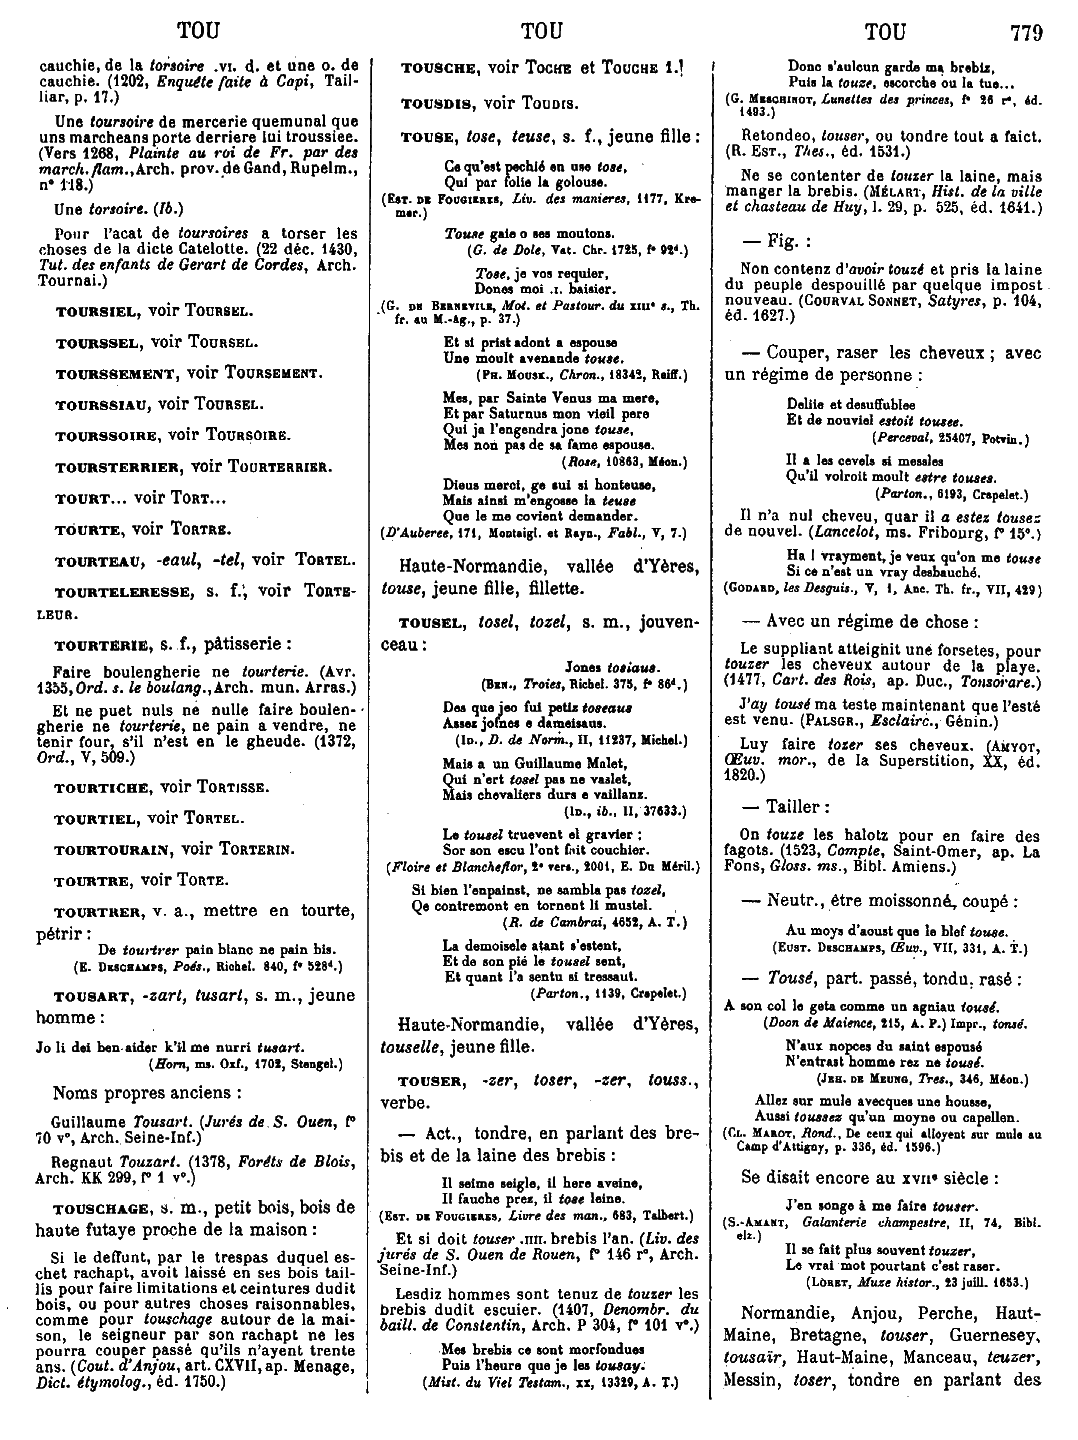 TOU TOU TOU 779
cauchie, de la torsoire .VI. d. et une o. de
cauchie. (1202, Enquête faite à Capi, Tail-
liar, p. 17.)
Une toursoire de mercerie quemunal que
uns marcheans porte derriere lui troussiee.
(Vers 1268, Plainte au roi de Fr. par des
march. flam., Arch. prov. de Gand, Rupelm.,
n° 118.)
Une torsoire. (Ib.)
Pour l'acat de toursoires a torser les
choses de la dicte Catelotte. (22 déc. 1430,
Tut. des enfants de Gerart de Cordes, Arch.
Tournai.)
TOURSIEL, voir TOURSEL.
TOURSSEL, voir TOURSEL.
TOURSSEMENT, voir TOURSEMENT.
TOURSSIAU, voir TOURSEL.
TOURSSOIRE, voir TOURSOIRE.
TOURSTERRIER, voir TOURTERRIER.
TOURT... voir TORT...
TOURTE, voir TORTRE.
TOURTEAU, -eaul, -tel, voir TORTEL.
TOURTELERESSE, s. f., voir TORTE-
LEUR.
TOURTERIE, s. f., pâtisserie :
Faire boulengherie ne tourterie. (Avr.
1355, Ord. s. le boulang., Arch. mun. Arras.)
Et ne puet nuls ne nulle faire boulen-
gherie ne tourterie, ne pain a vendre, ne
tenir four, s'il n'est en le gheude. (1372,
Ord., V, 509.)
TOURTICHE, voir TORTISSE.
TOURTIEL, voir TORTEL.
TOURTOURAIN, voir TORTERIN.
TOURTRE, voir TORTE.
TOURTRER, v. a., mettre en tourte,
pétrir :
De tourtrer pain blanc ne pain bis.
(E. DESCHAMPS, Poés., Richel. 840, f° 528d.)
TOUSART, -zart, tusart, s. m., jeune
homme :
Jo li dei ben aider k'il me nurri tusart.
(Horn, ms. Oxf., 1702, Stengel.)
Noms propres anciens :
Guillaume Tousart. (Jurés de S. Ouen, f°
70 v°, Arch. Seine-Inf.)
Regnaut Touzart. (1378, Forêts de Blois,
Arch. KK 299, f° 1 v°.)
TOUSCHAGE, s. m., petit bois, bois de
haute futaye proche de la maison :
Si le deffunt, par le trespas duquel es-
chet rachapt, avoit laissé en ses bois tail-
lis pour faire limitations et ceintures dudit
bois, ou pour autres choses raisonnables,
comme pour touschage autour de la mai-
son, le seigneur par son rachapt ne les
pourra couper passé qu'ils n'ayent trente
ans. (Cout. d'Anjou, art. CXVII, ap. Menage,
Dict. étymolog., éd. 1750.)
TOUSCHE, voir TOCHE et TOUCHE 1.
TOUSDIS, voir TOUDIS.
TOUSE, tose, teuse, s. f., jeune fille :
Ce qu'est pechié en une tose,
Qui par folie la golouse.
(EST. DE FOUGIERES, Liv. des manieres, 1177, Kre-
mer.)
Touse gaie o ses moutons.
(G. de Dole, Vat. Chr. 1725, f° 92d.)
Tose, je vos requier,
Dones moi .I. baisier.
(G. DE BERNEVILE, Mot. et Pastour. du XIIIe s., Th.
fr. au M.-âg., p. 37.)
Et si prist adont a espouse
Une moult avenande touse.
(PH. MOUSK., Chron., 18342, Reiff.)
Mes, par Sainte Venus ma mere,
Et par Saturnus mon vieil pere
Qui ja l'engendra jone touse,
Mes non pas de sa fame espouse.
(Rose, 10863, Méon.)
Dieus merci, ge sui si honteuse,
Mais ainsi m'engosse la teuse
Que le me covient demander.
(D'Auberee, 171, Montaigl. et Rayn., Fabl., V, 7.)
Haute-Normandie, vallée d'Yères,
touse, jeune fille, fillette.
TOUSEL, tosel, tozel, s. m., jouven-
ceau :
Jones tosiaus.
(BEN., Troies, Richel. 375, f° 86d.)
Des que jeo fui petiz toseaus
Assez jofnes e dameisaus.
(ID., D. de Norm., II, 11237, Michel.)
Mais a un Guillaume Malet,
Qui n'ert tosel pas ne vaslet,
Mais chevaliers durs e vaillanz.
(ID., ib., II, 37633.)
Le tousel truevent el gravier ;
Sor son escu l'ont fait couchier.
(Floire et Blancheflor, 2e vers., 2001, E. Du Méril.)
Si bien l'enpainst, ne sambla pas tozel,
Qe contremont en tornent li mustel.
(R. de Cambrai, 4652, A. T.)
La demoisele atant s'estent,
Et de son pié le tousel sent,
Et quant l'a sentu si tressaut.
(Parton., 1139, Crapelet.)
Haute-Normandie, vallée d'Yères,
touselle, jeune fille.
TOUSER, -zer, toser, -zer, touss.,
verbe.
— Act., tondre, en parlant des bre-
bis et de la laine des brebis :
Il seime seigle, il here aveine,
Il fauche prez, il tose leine.
(EST. DE FOUGIERES, Livre des man., 683, Talbert.)
Et si doit touser .IIII. brebis l'an. (Liv. des
jurés de S. Ouen de Rouen, f° 146 r°, Arch.
Seine-Inf.)
Lesdiz hommes sont tenuz de touzer les
brebis dudit escuier. (1407, Denombr. du
baill. de Constentin, Arch. P 304, f° 101 v°.)
Mes brebis ce sont morfondues
Puis l'heure que je les tousay.
(Mist. du Viel Testam., XX, 13329, A. T.)
Donc s'aulcun garde ma brebiz,
Puis la touze, escorche ou la tue...
(G. MESCHINOT, Lunettes des princes, f° 26 r°, éd.
1493.)
Retondeo, touser, ou tondre tout a faict.
(R. EST., Thes., éd. 1531.)
Ne se contenter de touzer la laine, mais
manger la brebis. (MÉLART, Hist. de la ville
et chasteau de Huy, l. 29, p. 525, éd. 1641.)
— Fig. :
Non contenz d'avoir touzé et pris la laine
du peuple despouillé par quelque impost
nouveau. (COURVAL SONNET, Satyres, p. 104,
éd. 1627.)
— Couper, raser les cheveux ; avec
un régime de personne :
Deliie et desuffublee
Et de nouviel estoit tousee.
(Perceval, 25407, Potvin.)
Il a les cevels si mesales
Qu'il volroit moult estre touses.
(Parton., 6193, Crapelet.)
Il n'a nul cheveu, quar il a estez tousez
de nouvel. (Lancelot, ms. Fribourg, f° 15c.)
Ha ! vrayment, je veux qu'on me touse
Si ce n'est un vray desbauché.
(GODARD, les Desguis., V, 1, Anc. Th. fr., VII, 429)
— Avec un régime de chose :
Le suppliant atteighit une forsetes, pour
touzer les cheveux autour de la playe.
(1477, Cart. des Rois, ap. Duc., Tonsorare.)
J'ay tousé ma teste maintenant que l'esté
est venu. (PALSGR., Esclairc., Génin.)
Luy faire tozer ses cheveux. (AMYOT,
Œuv. mor., de la Superstition, XX, éd.
1820.)
— Tailler :
On touze les halotz pour en faire des
fagots. (1523, Compte, Saint-Omer, ap. La
Fons, Gloss. ms., Bibl. Amiens.)
— Neutr., être moissonné, coupé :
Au moys d'aoust que le blef touse.
(EUST. DESCHAMPS, Œuv., VII, 331, A. T.)
— Tousé, part. passé, tondu, rasé :
A son col le geta comme un agniau tousé.
(Doon de Maience, 215, A. P.) Impr., tonsé.
N'aux nopces du saint espousé
N'entrast homme rez ne tousé.
(JEH. DE MEUNG, Tres., 346, Méon.)
Allez sur mule avecques une housse,
Aussi toussez qu'un moyne ou capellen.
(CL. MAROT, Rond., De ceux qui alloyent sur mule au
Camp d'Attigny, p. 336, éd. 1596.)
Se disait encore au XVIIe siècle :
J'en songe à me faire touser.
(S.-AMANT, Galanterie champestre, II, 74, Bibl.
elz.)
Il se fait plus souvent touzer,
Le vrai mot pourtant c'est raser.
(LORET, Muze histor., 23 juill. 1653.)
Normandie, Anjou, Perche, Haut-
Maine, Bretagne, touser, Guernesey,
tousaïr, Haut-Maine, Manceau, teuzer,
Messin, toser, tondre en parlant des